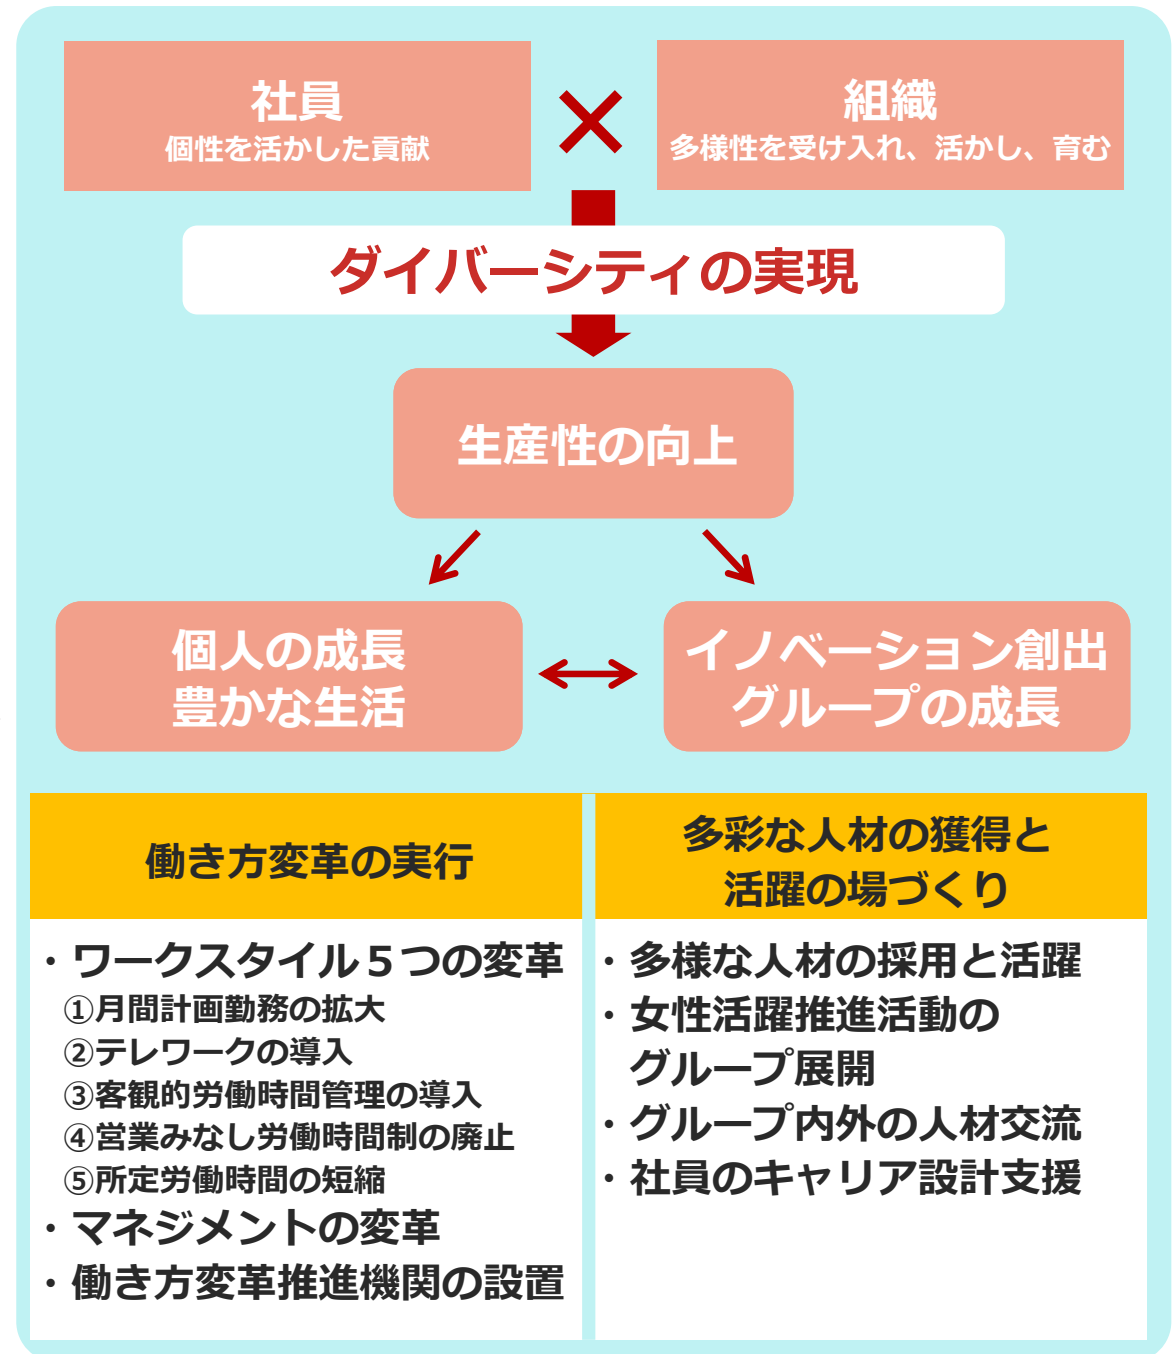 社員
個性を活かした貢献
×
組織
多様性を受け入れ、活かし、育む
ダイバーシティの実現
生産性の向上
個人の成長
豊かな生活
イノベーション創出
グループの成長
働き方変革の実行
・ワークスタイル５つの変革
①月間計画勤務の拡大
②テレワークの導入
③客観的労働時間管理の導入
④営業みなし労働時間制の廃止
⑤所定労働時間の短縮
・マネジメントの変革
・働き方変革推進機関の設置
多彩な人材の獲得と
活躍の場づくり
・多様な人材の採用と活躍
・女性活躍推進活動の
グループ展開
・グループ内外の人材交流
・社員のキャリア設計支援